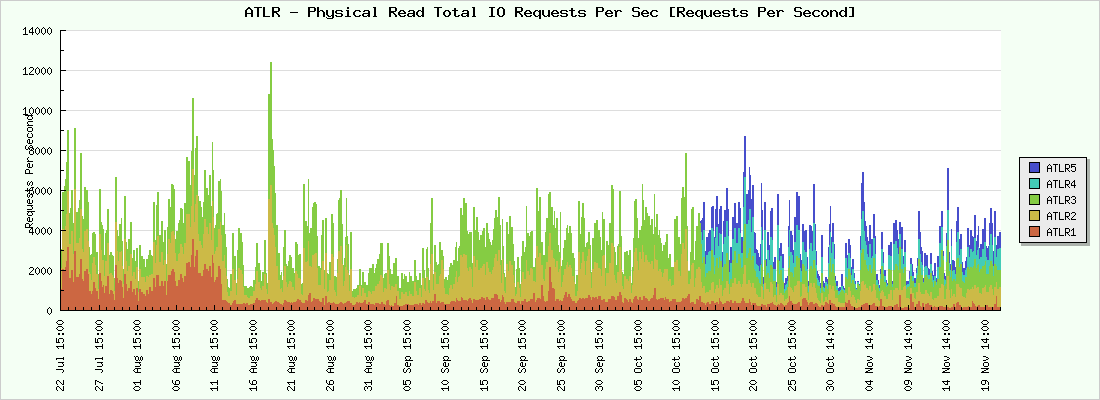 ATLR - Physical Read Total IO Requests Per Sec [Requests Per Second]
Requests Per Second
14000
12000
10000
8000
6000
4000
2000
0
22 Jul 15:00
27 Jul 15:00
01 Aug 15:00
06 Aug 15:00
11 Aug 15:00
16 Aug 15:00
21 Aug 15:00
26 Aug 15:00
31 Aug 15:00
05 Sep 15:00
10 Sep 15:00
15 Sep 15:00
20 Sep 15:00
25 Sep 15:00
30 Sep 15:00
05 Oct 15:00
10 Oct 15:00
15 Oct 15:00
20 Oct 15:00
25 Oct 15:00
30 Oct 14:00
04 Nov 14:00
09 Nov 14:00
14 Nov 14:00
19 Nov 14:00
ATLR5
ATLR4
ATLR3
ATLR2
ATLR1